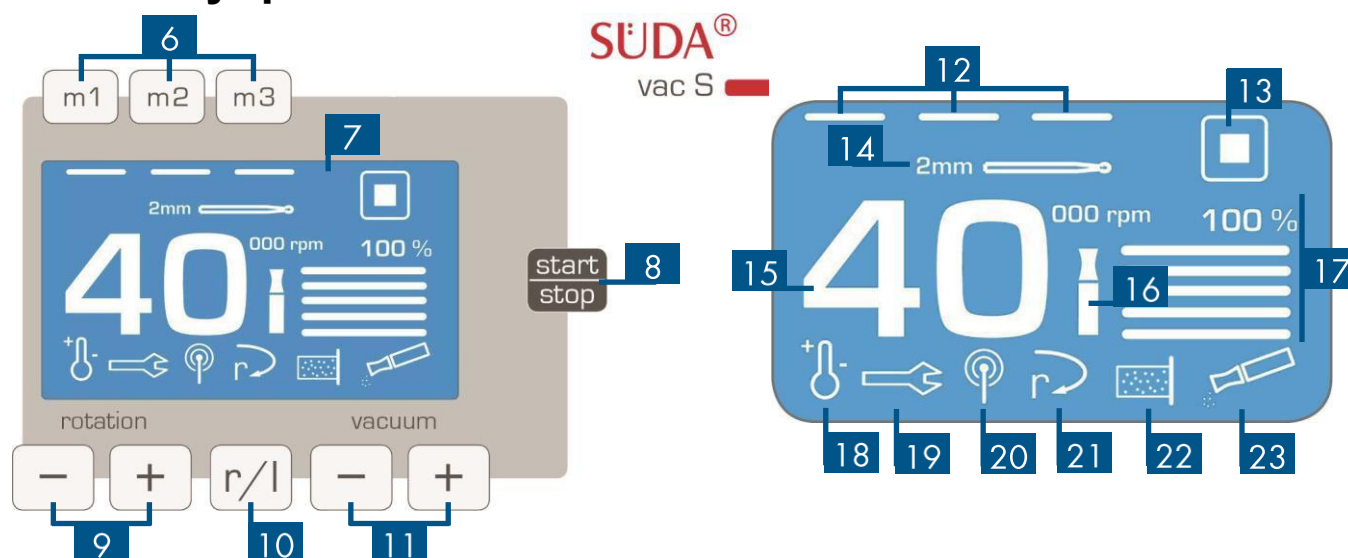 6
SÜDA®
vac S
m1 m2 m3
7
2mm
000 rpm
40
100 %
start
stop
8
rotation
vacuum
− + r/l − +
9
10
11
12
13
14
2mm
000 rpm
100 %
15
40
16
17
r
r
18
19
20
21
22
23